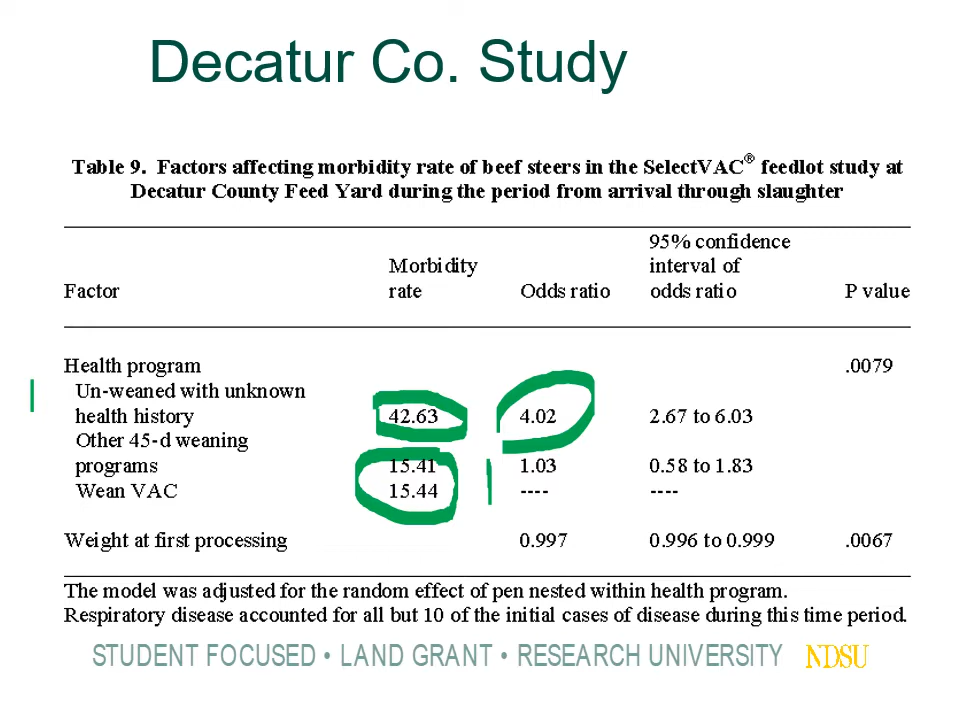 Decatur Co. Study
Table 9. Factors affecting morbidity rate of beef steers in the SelectVAC® feedlot study at
Decatur County Feed Yard during the period from arrival through slaughter
95% confidence
Morbidity interval of
Factor rate Odds ratio odds ratio P value
Health program .0079
Un-weaned with unknown
health history 42.63 4.02 2.67 to 6.03
Other 45-d weaning
programs 15.41 1.03 0.58 to 1.83
Wean VAC 15.44 ---- ----
Weight at first processing 0.997 0.996 to 0.999 .0067
The model was adjusted for the random effect of pen nested within health program.
Respiratory disease accounted for all but 10 of the initial cases of disease during this time period.
STUDENT FOCUSED • LAND GRANT • RESEARCH UNIVERSITY NDSU